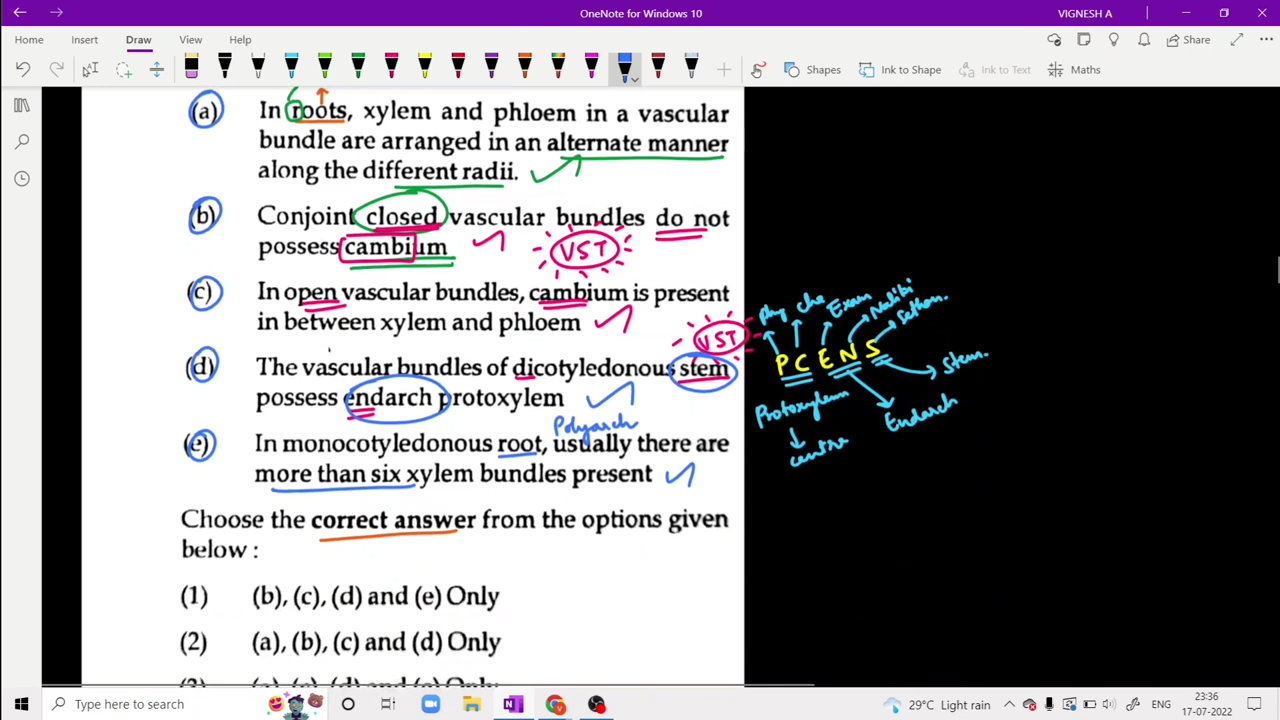 OneNote for Windows 10
VIGNESH A
Home Insert Draw View Help
Share
Shapes Ink to Shape Ink to Text Maths
(a) In roots, xylem and phloem in a vascular
bundle are arranged in an alternate manner
along the different radii.
(b) Conjoint closed vascular bundles do not
possess cambium
VST
(c) In open vascular bundles, cambium is present
in between xylem and phloem
VST
(d) The vascular bundles of dicotyledonous stem
possess endarch protoxylem
Polyarch
(e) In monocotyledonous root, usually there are
more than six xylem bundles present
Choose the correct answer from the options given
below :
(1) (b), (c), (d) and (e) Only
(2) (a), (b), (c) and (d) Only
Phy Che Exam
P C E N S
Stem.
Protoxylem
Endarch
centre
Type here to search
29°C Light rain
ENG
23:36
17-07-2022